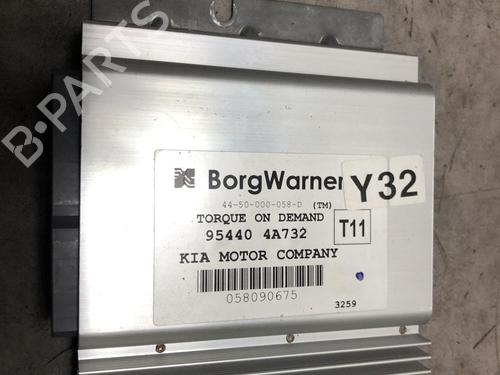 B-PARTS
BorgWarner
Y32
44-50-000-058-D (TM)
TORQUE ON DEMAND
95440 4A732
T11
KIA MOTOR COMPANY
058090675
3259